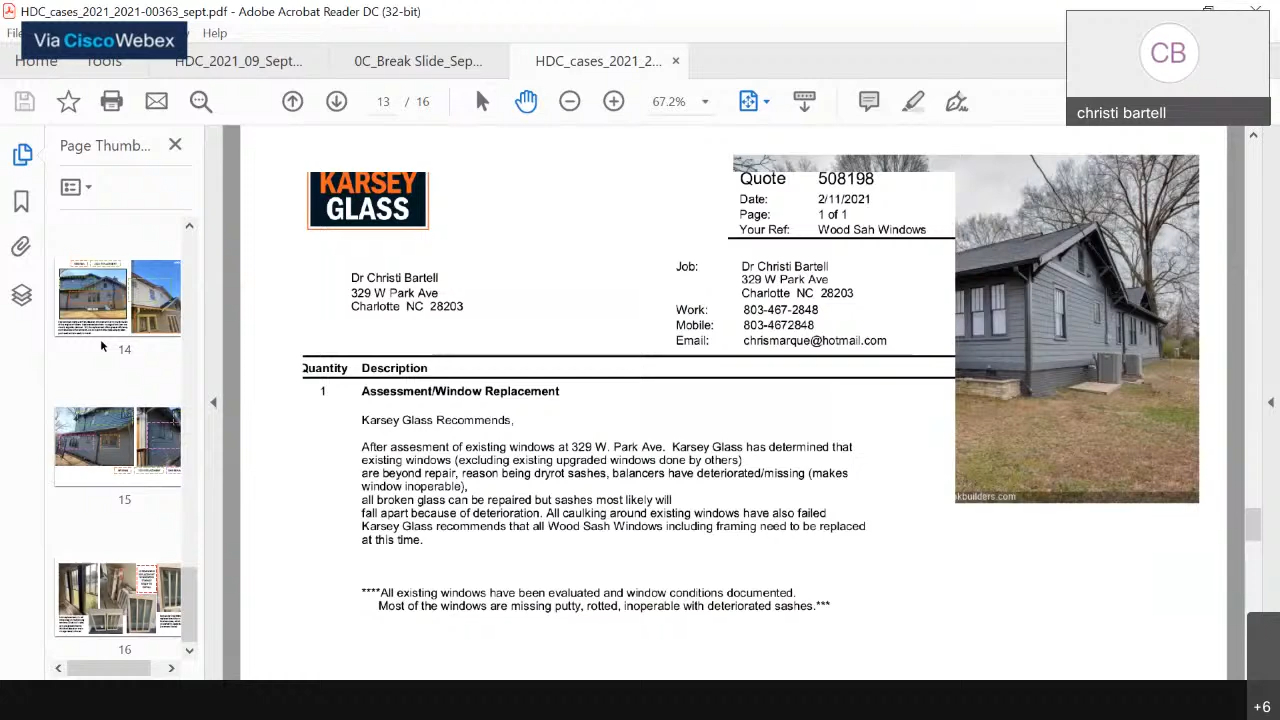 HDC_cases_2021_2021-00363_sept.pdf - Adobe Acrobat Reader DC (32-bit)
Via Cisco Webex
Help
Home Tools HDC_2021_09_Sept... 0C_Break Slide_Sep... HDC_cases_2021_2...
CB
christi bartell
13 / 16
67.2%
Page Thumb...
14
15
16
KARSEY
GLASS
Quote 508198
Date: 2/11/2021
Page: 1 of 1
Your Ref: Wood Sah Windows
Dr Christi Bartell
329 W Park Ave
Charlotte NC 28203
Job: Dr Christi Bartell
329 W Park Ave
Charlotte NC 28203
Work: 803-467-2848
Mobile: 803-4672848
Email: chrismarque@hotmail.com
Quantity Description
1 Assessment/Window Replacement
Karsey Glass Recommends,
After assesment of existing windows at 329 W. Park Ave. Karsey Glass has determined that
existing windows (excluding existing upgraded windows done by others)
are beyond repair, reason being dryrot sashes, balancers have deteriorated/missing (makes
window inoperable),
all broken glass can be repaired but sashes most likely will
fall apart because of deterioration. All caulking around existing windows have also failed
Karsey Glass recommends that all Wood Sash Windows including framing need to be replaced
at this time.
****All existing windows have been evaluated and window conditions documented.
Most of the windows are missing putty, rotted, inoperable with deteriorated sashes.***
okbuilders.com
+6